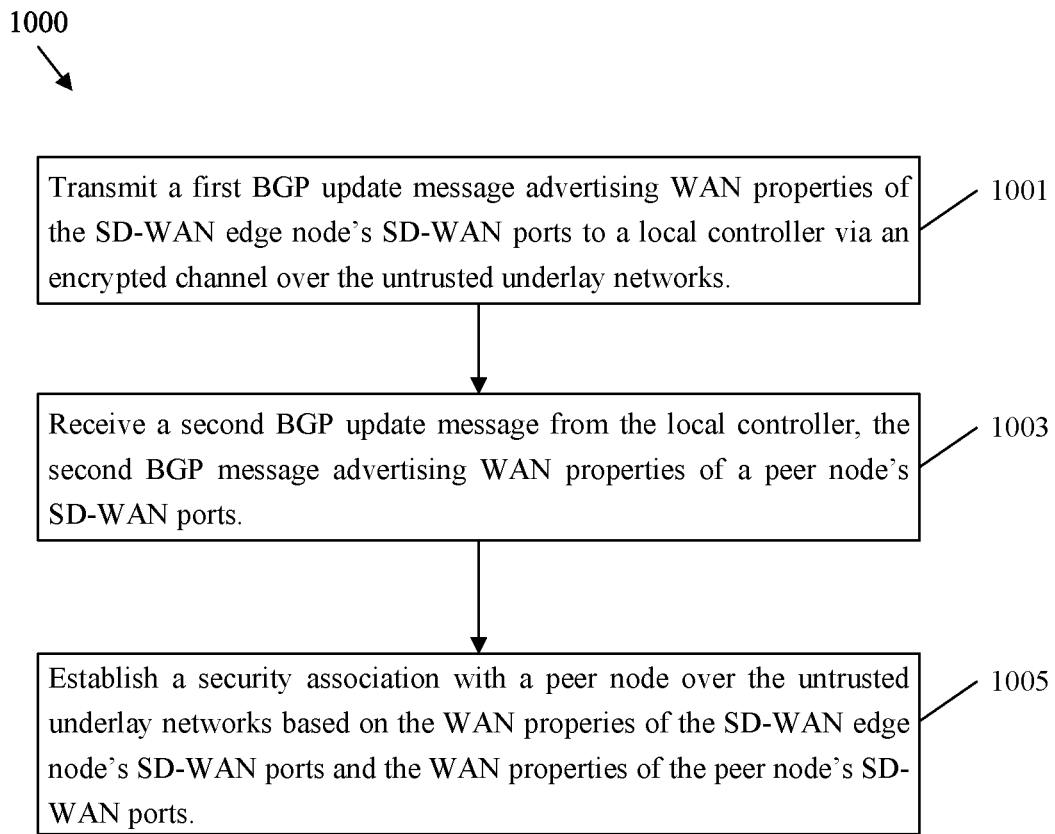 1000
Transmit a first BGP update message advertising WAN properties of
the SD-WAN edge node's SD-WAN ports to a local controller via an
encrypted channel over the untrusted underlay networks.
1001
Receive a second BGP update message from the local controller, the
second BGP message advertising WAN properties of a peer node's
SD-WAN ports.
1003
Establish a security association with a peer node over the untrusted
underlay networks based on the WAN properies of the SD-WAN edge
node's SD-WAN ports and the WAN properties of the peer node's SD-
WAN ports.
1005